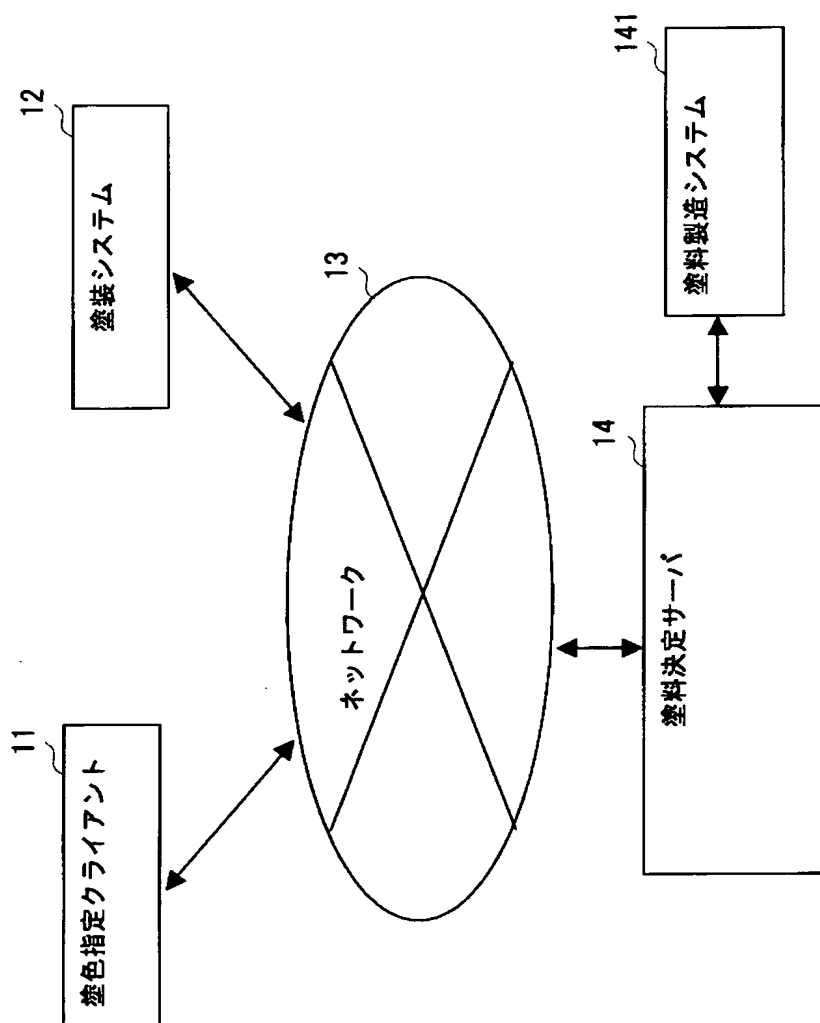 11
塗色指定クライアント
12
塗装システム
13
ネットワーク
14
塗料決定サーバ
141
塗料製造システム